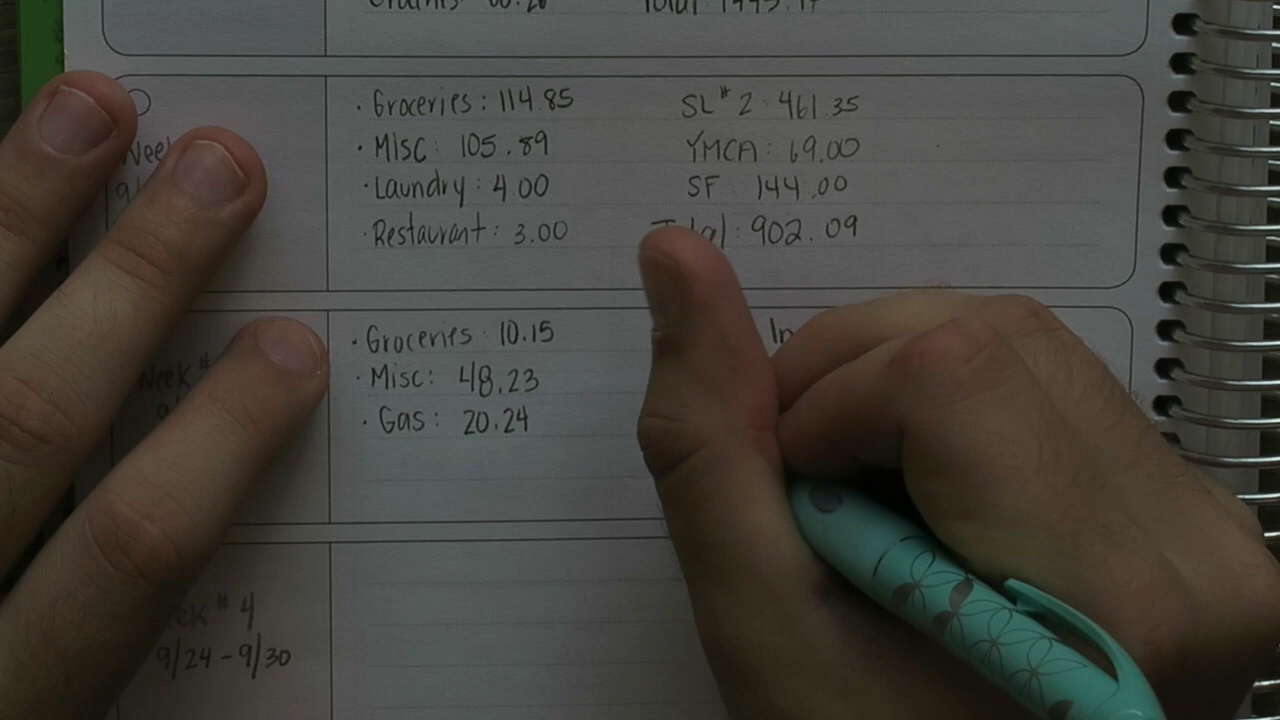 · Groceries: 114.85
SL #2: 461.35
· Misc: 105.89
YMCA: 69.00
· Laundry: 4.00
SF: 144.00
· Restaurant: 3.00
902.09
· Groceries: 10.15
· Misc: 48.23
· Gas: 20.24
# 4
9/24 - 9/30